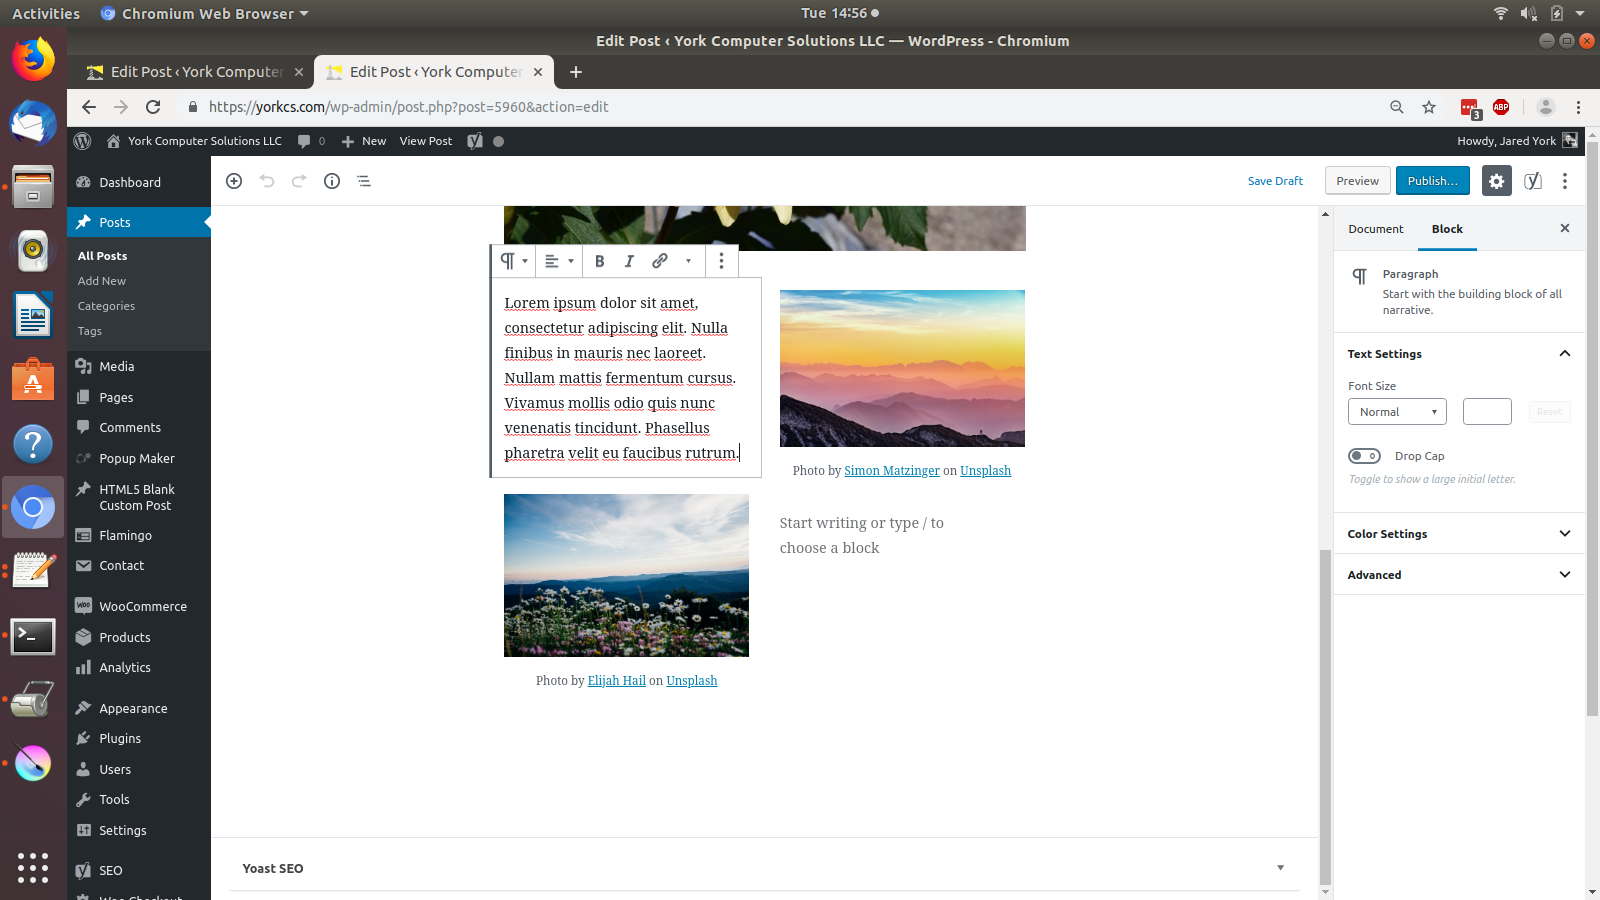 Activities
Chromium Web Browser
Tue 14:56
Edit Post ‹ York Computer Solutions LLC — WordPress - Chromium
Edit Post ‹ York Computer
Edit Post ‹ York Computer
https://yorkcs.com/wp-admin/post.php?post=5960&action=edit
3
ABP
York Computer Solutions LLC
0
New
View Post
Howdy, Jared York
Dashboard
Posts
All Posts
Add New
Categories
Tags
Media
Pages
Comments
Popup Maker
HTML5 Blank
Custom Post
Flamingo
Contact
WooCommerce
Products
Analytics
Appearance
Plugins
Users
Tools
Settings
SEO
Woo Checkout
Save Draft
Preview
Publish...
B
I
Lorem ipsum dolor sit amet,
consectetur adipiscing elit. Nulla
finibus in mauris nec laoreet.
Nullam mattis fermentum cursus.
Vivamus mollis odio quis nunc
venenatis tincidunt. Phasellus
pharetra velit eu faucibus rutrum.
Photo by Simon Matzinger on Unsplash
Start writing or type / to
choose a block
Photo by Elijah Hail on Unsplash
Yoast SEO
Document
Block
Paragraph
Start with the building block of all
narrative.
Text Settings
Font Size
Normal
Reset
Drop Cap
Toggle to show a large initial letter.
Color Settings
Advanced